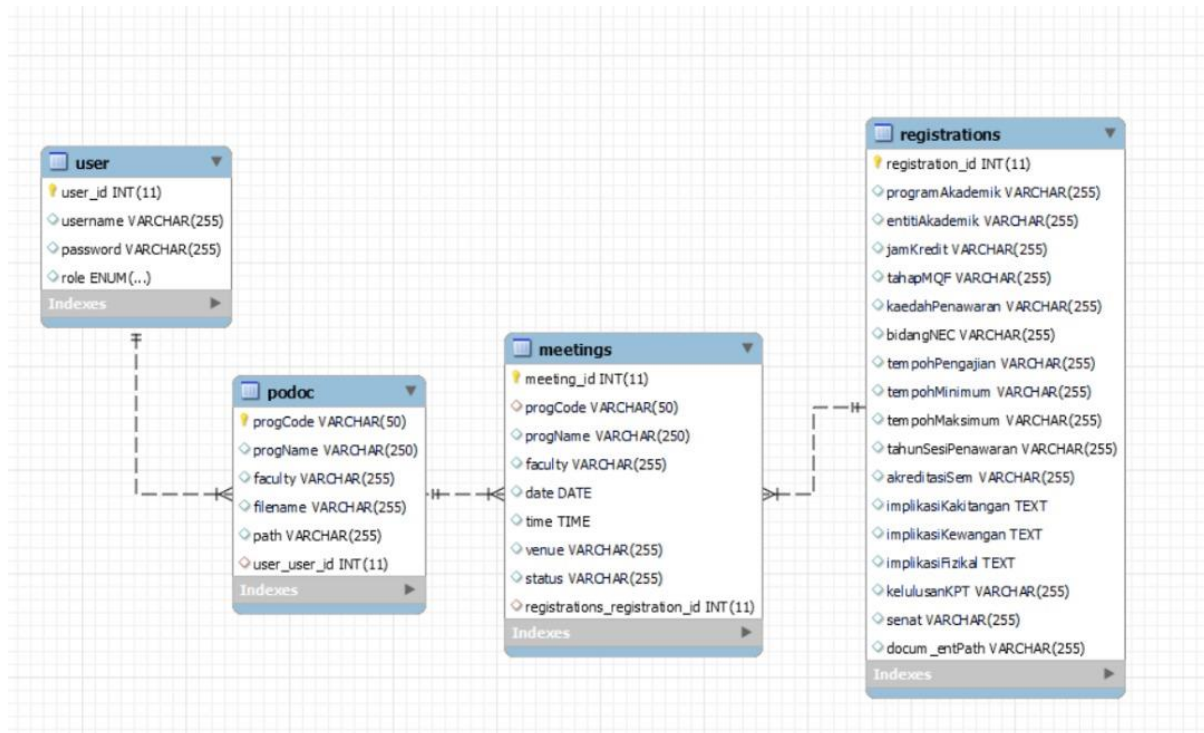 user
user_id INT(11)
username VARCHAR(255)
password VARCHAR(255)
role ENUM(...)
Indexes
podoc
progCode VARCHAR(50)
progName VARCHAR(250)
faculty VARCHAR(255)
filename VARCHAR(255)
path VARCHAR(255)
user_user_id INT(11)
Indexes
meetings
meeting_id INT(11)
progCode VARCHAR(50)
progName VARCHAR(250)
faculty VARCHAR(255)
date DATE
time TIME
venue VARCHAR(255)
status VARCHAR(255)
registrations_registration_id INT(11)
Indexes
registrations
registration_id INT(11)
programAkademik VARCHAR(255)
entitiAkademik VARCHAR(255)
jamKredit VARCHAR(255)
tahapMQF VARCHAR(255)
kaedahPenawaran VARCHAR(255)
bidangNEC VARCHAR(255)
tempohPengajian VARCHAR(255)
tempohMinimum VARCHAR(255)
tempohMaksimum VARCHAR(255)
tahunSesiPenawaran VARCHAR(255)
akreditasiSem VARCHAR(255)
implikasiKakitangan TEXT
implikasiKewangan TEXT
implikasiFizikal TEXT
kelulusanKPT VARCHAR(255)
senat VARCHAR(255)
docum_entPath VARCHAR(255)
Indexes